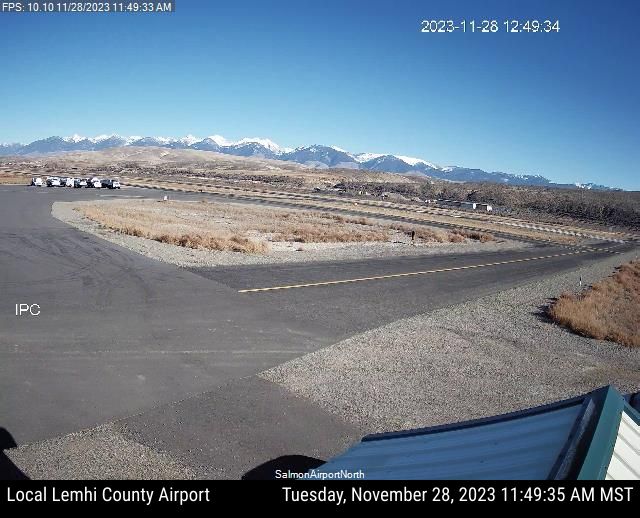 FPS: 10.10 11/28/2023 11:49:33 AM
2023-11-28 12:49:34
IPC
SalmonAirportNorth
Local Lemhi County Airport Tuesday, November 28, 2023 11:49:35 AM MST